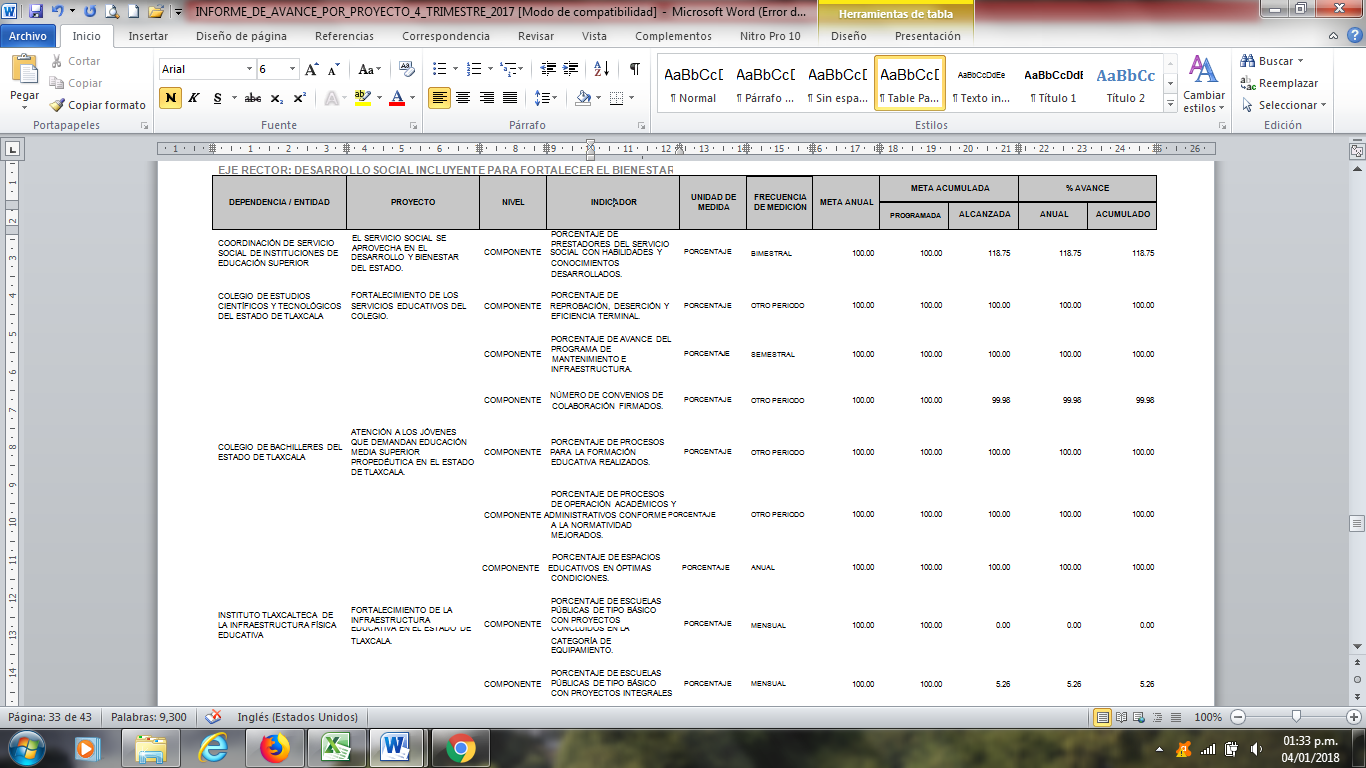 INFORME_DE_AVANCE_POR_PROYECTO_4_TRIMESTRE_2017 [Modo de compatibilidad] - Microsoft Word (Error d...
Herramientas de tabla
Archivo Inicio Insertar Diseño de página Referencias Correspondencia Revisar Vista Complementos Nitro Pro 10 Diseño Presentación
Pegar
Cortar
Copiar
Copiar formato
Portapapeles
Arial 6
N K S abc x₂ x²
Fuente
Párrafo
AaBbCcI AaBbCcI AaBbCcI AaBbCcI AaBbCcDdEe AaBbCcDdE AaBbCc
¶ Normal ¶ Párrafo ... ¶ Sin espa... ¶ Table Pa... ¶ Texto in... ¶ Título 1 Título 2
Cambiar estilos
Estilos
Buscar
Reemplazar
Seleccionar
Edición
EJE RECTOR: DESARROLLO SOCIAL INCLUYENTE PARA FORTALECER EL BIENESTAR
DEPENDENCIA / ENTIDAD PROYECTO NIVEL INDICADOR UNIDAD DE MEDIDA FRECUENCIA DE MEDICIÓN META ANUAL META ACUMULADA % AVANCE
PROGRAMADA ALCANZADA ANUAL ACUMULADO
COORDINACIÓN DE SERVICIO
SOCIAL DE INSTITUCIONES DE
EDUCACIÓN SUPERIOR
EL SERVICIO SOCIAL SE
APROVECHA EN EL
DESARROLLO Y BIENESTAR
DEL ESTADO.
COMPONENTE
PORCENTAJE DE
PRESTADORES DEL SERVICIO
SOCIAL CON HABILIDADES Y
CONOCIMIENTOS
DESARROLLADOS.
PORCENTAJE BIMESTRAL 100.00 100.00 118.75 118.75 118.75
COLEGIO DE ESTUDIOS
CIENTÍFICOS Y TECNOLÓGICOS
DEL ESTADO DE TLAXCALA
FORTALECIMIENTO DE LOS
SERVICIOS EDUCATIVOS DEL
COLEGIO.
COMPONENTE
PORCENTAJE DE
REPROBACIÓN, DESERCIÓN Y
EFICIENCIA TERMINAL.
PORCENTAJE OTRO PERIODO 100.00 100.00 100.00 100.00 100.00
COMPONENTE
PORCENTAJE DE AVANCE DEL
PROGRAMA DE
MANTENIMIENTO E
INFRAESTRUCTURA.
PORCENTAJE SEMESTRAL 100.00 100.00 100.00 100.00 100.00
COMPONENTE
NÚMERO DE CONVENIOS DE
COLABORACIÓN FIRMADOS.
PORCENTAJE OTRO PERIODO 100.00 100.00 99.98 99.98 99.98
COLEGIO DE BACHILLERES DEL
ESTADO DE TLAXCALA
ATENCIÓN A LOS JÓVENES
QUE DEMANDAN EDUCACIÓN
MEDIA SUPERIOR
PROPEDÉUTICA EN EL ESTADO
DE TLAXCALA.
COMPONENTE
PORCENTAJE DE PROCESOS
PARA LA FORMACIÓN
EDUCATIVA REALIZADOS.
PORCENTAJE OTRO PERIODO 100.00 100.00 100.00 100.00 100.00
COMPONENTE
PORCENTAJE DE PROCESOS
DE OPERACIÓN ACADÉMICOS Y
ADMINISTRATIVOS CONFORME
A LA NORMATIVIDAD
MEJORADOS.
PORCENTAJE OTRO PERIODO 100.00 100.00 100.00 100.00 100.00
COMPONENTE
PORCENTAJE DE ESPACIOS
EDUCATIVOS EN ÓPTIMAS
CONDICIONES.
PORCENTAJE ANUAL 100.00 100.00 100.00 100.00 100.00
INSTITUTO TLAXCALTECA DE
LA INFRAESTRUCTURA FÍSICA
EDUCATIVA
FORTALECIMIENTO DE LA
INFRAESTRUCTURA
EDUCATIVA EN EL ESTADO DE
TLAXCALA.
COMPONENTE
PORCENTAJE DE ESCUELAS
PÚBLICAS DE TIPO BÁSICO
CON PROYECTOS
CONCLUIDOS EN LA
CATEGORÍA DE
EQUIPAMIENTO.
PORCENTAJE MENSUAL 100.00 100.00 0.00 0.00 0.00
COMPONENTE
PORCENTAJE DE ESCUELAS
PÚBLICAS DE TIPO BÁSICO
CON PROYECTOS INTEGRALES
PORCENTAJE MENSUAL 100.00 100.00 5.26 5.26 5.26
Página: 33 de 43 Palabras: 9,300 Inglés (Estados Unidos) 100%
01:33 p.m.
04/01/2018